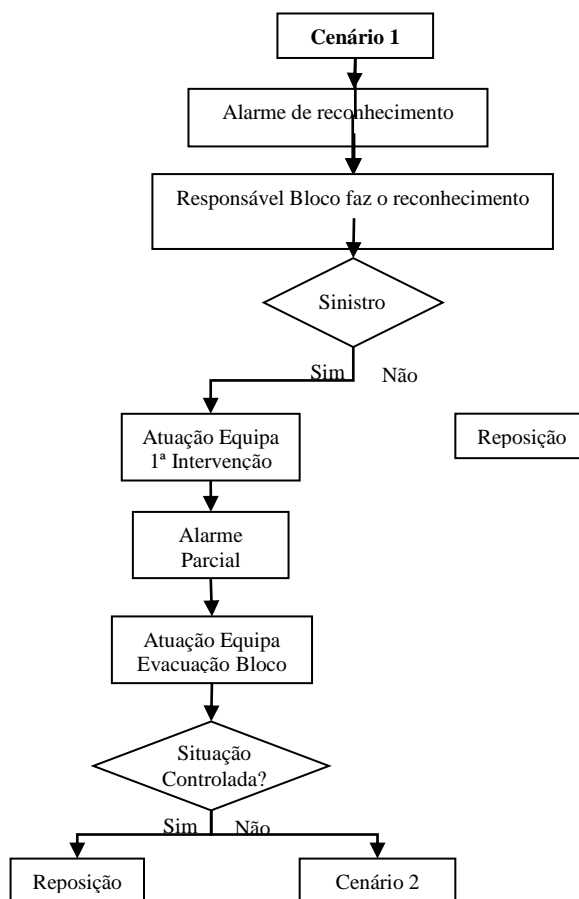 Cenário 1
Alarme de reconhecimento
Responsável Bloco faz o reconhecimento
Sinistro
Sim
Não
Atuação Equipa
1ª Intervenção
Reposição
Alarme
Parcial
Atuação Equipa
Evacuação Bloco
Situação
Controlada?
Sim
Não
Reposição
Cenário 2